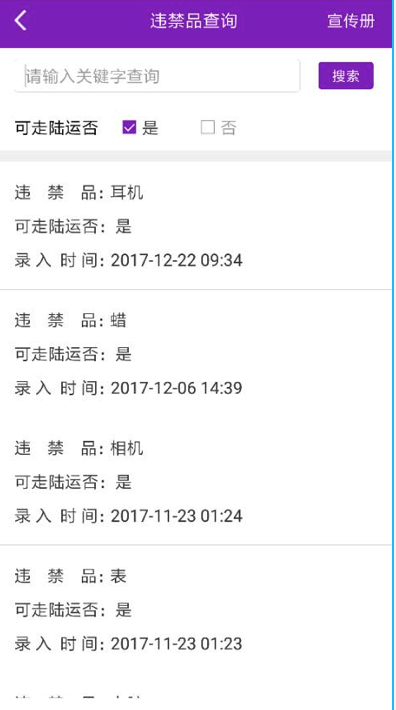 违禁品查询
宣传册
请输入关键字查询
搜索
可走陆运否 是 否
违 禁 品: 耳机
可走陆运否: 是
录入时间: 2017-12-22 09:34
违 禁 品: 蜡
可走陆运否: 是
录入时间: 2017-12-06 14:39
违 禁 品: 相机
可走陆运否: 是
录入时间: 2017-11-23 01:24
违 禁 品: 表
可走陆运否: 是
录入时间: 2017-11-23 01:23